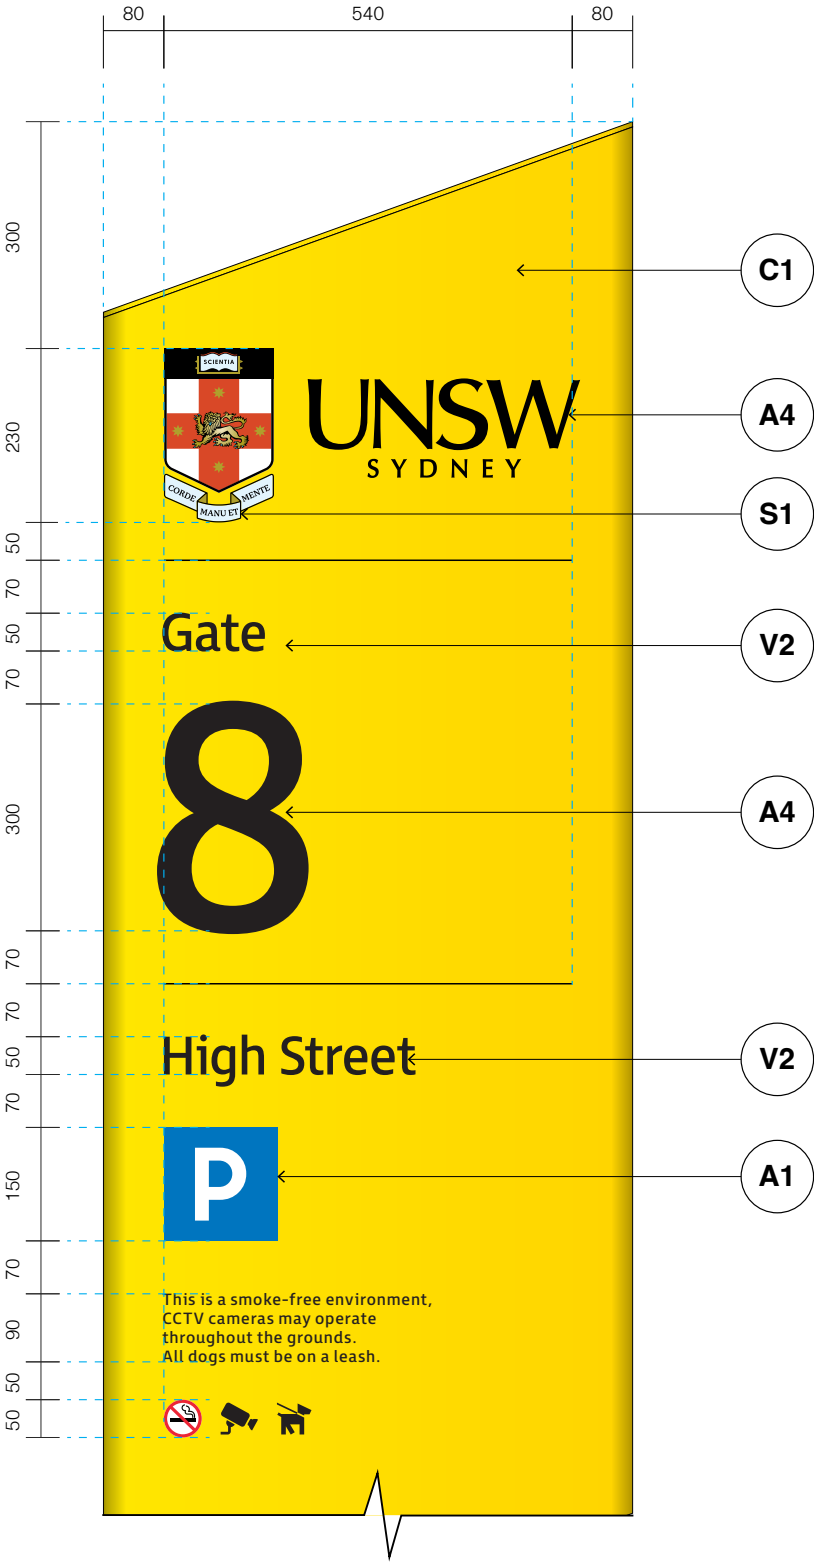 80 540 80
300
C1
SCIENTIA
UNSW
SYDNEY
A4
230
CORDE MANU ET MENTE
S1
50
70
Gate
50
V2
70
8
300
A4
70
70
High Street
50
V2
70
P
150
A1
70
This is a smoke-free environment,
CCTV cameras may operate
throughout the grounds.
All dogs must be on a leash.
90
50
50